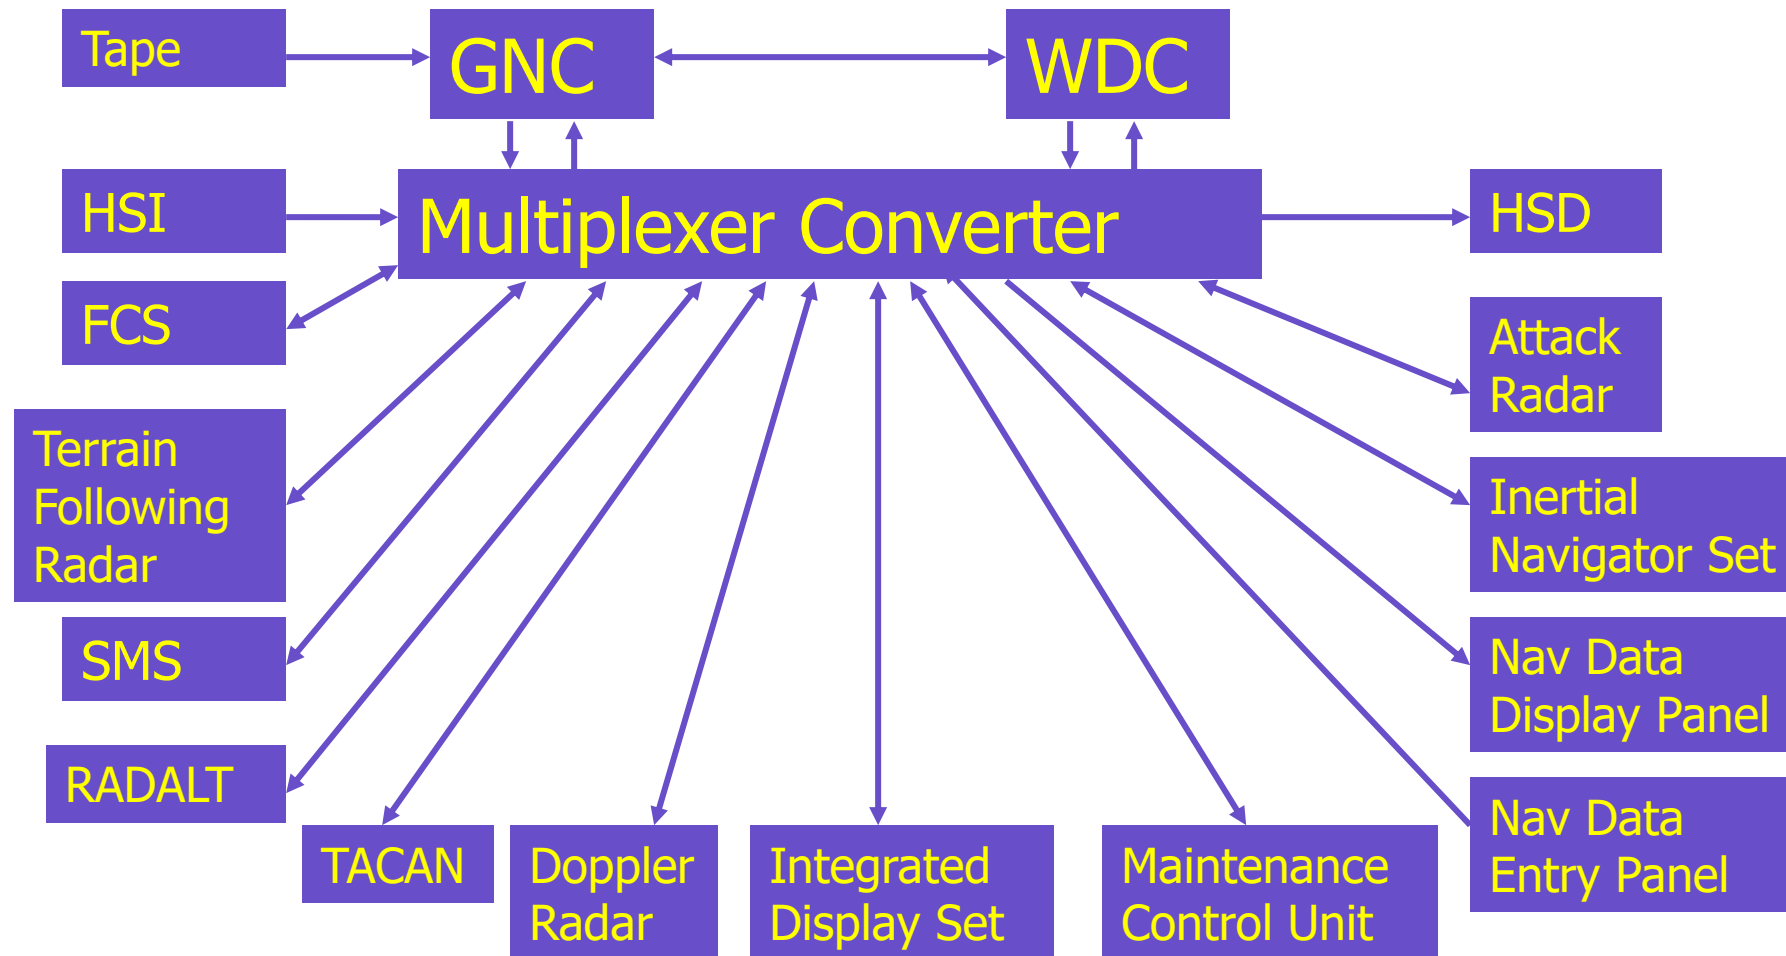 Tape
GNC
WDC
HSI
Multiplexer Converter
HSD
FCS
Attack
Radar
Terrain
Following
Radar
Inertial
Navigator Set
SMS
Nav Data
Display Panel
RADALT
TACAN
Doppler
Radar
Integrated
Display Set
Maintenance
Control Unit
Nav Data
Entry Panel